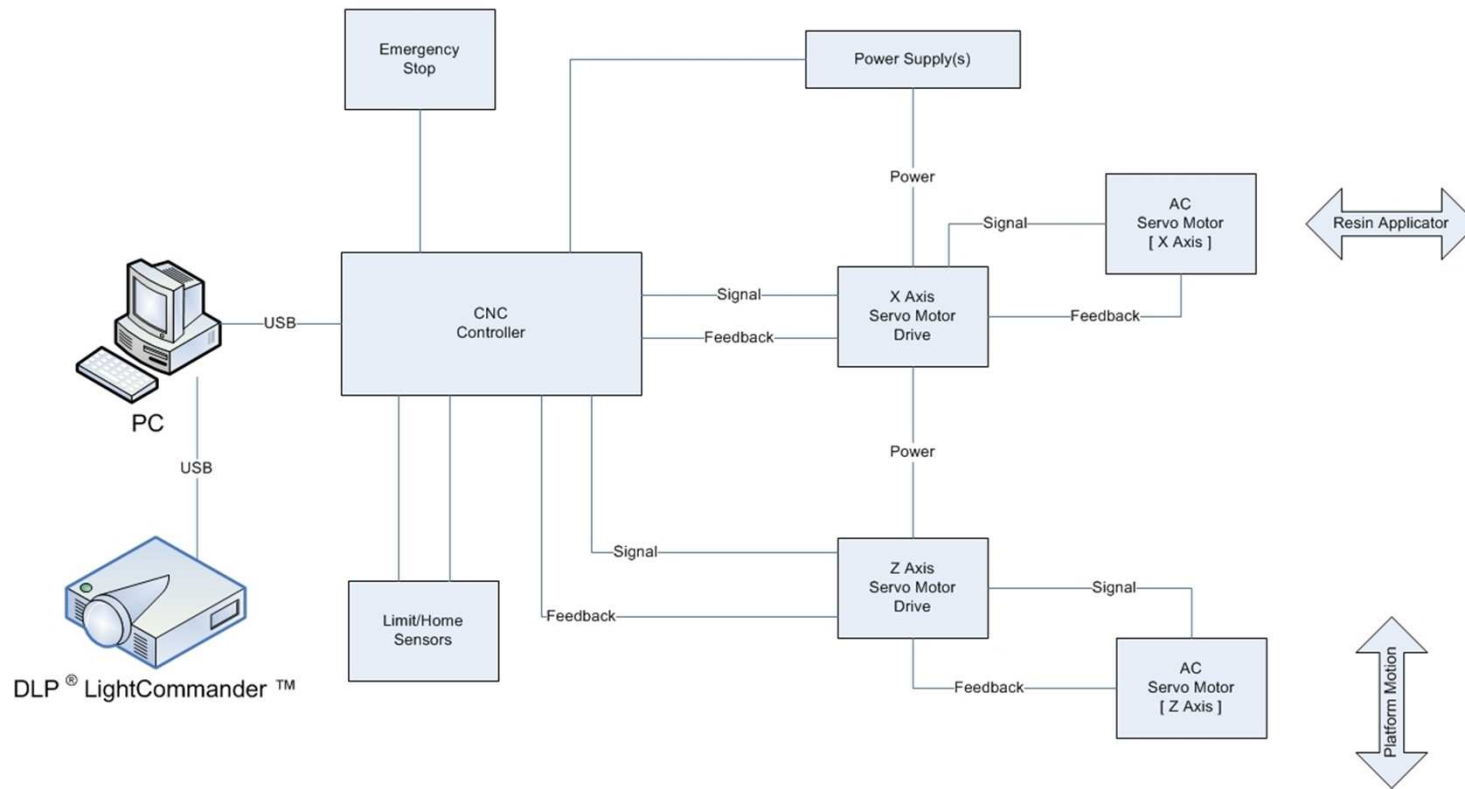 Emergency
Stop
Power Supply(s)
Power
AC
Servo Motor
[ X Axis ]
Signal
Resin Applicator
X Axis
Servo Motor
Drive
Signal
Feedback
Feedback
CNC
Controller
USB
PC
USB
Power
Signal
Z Axis
Servo Motor
Drive
Signal
Feedback
Limit/Home
Sensors
Feedback
AC
Servo Motor
[ Z Axis ]
Platform Motion
DLP ® LightCommander ™